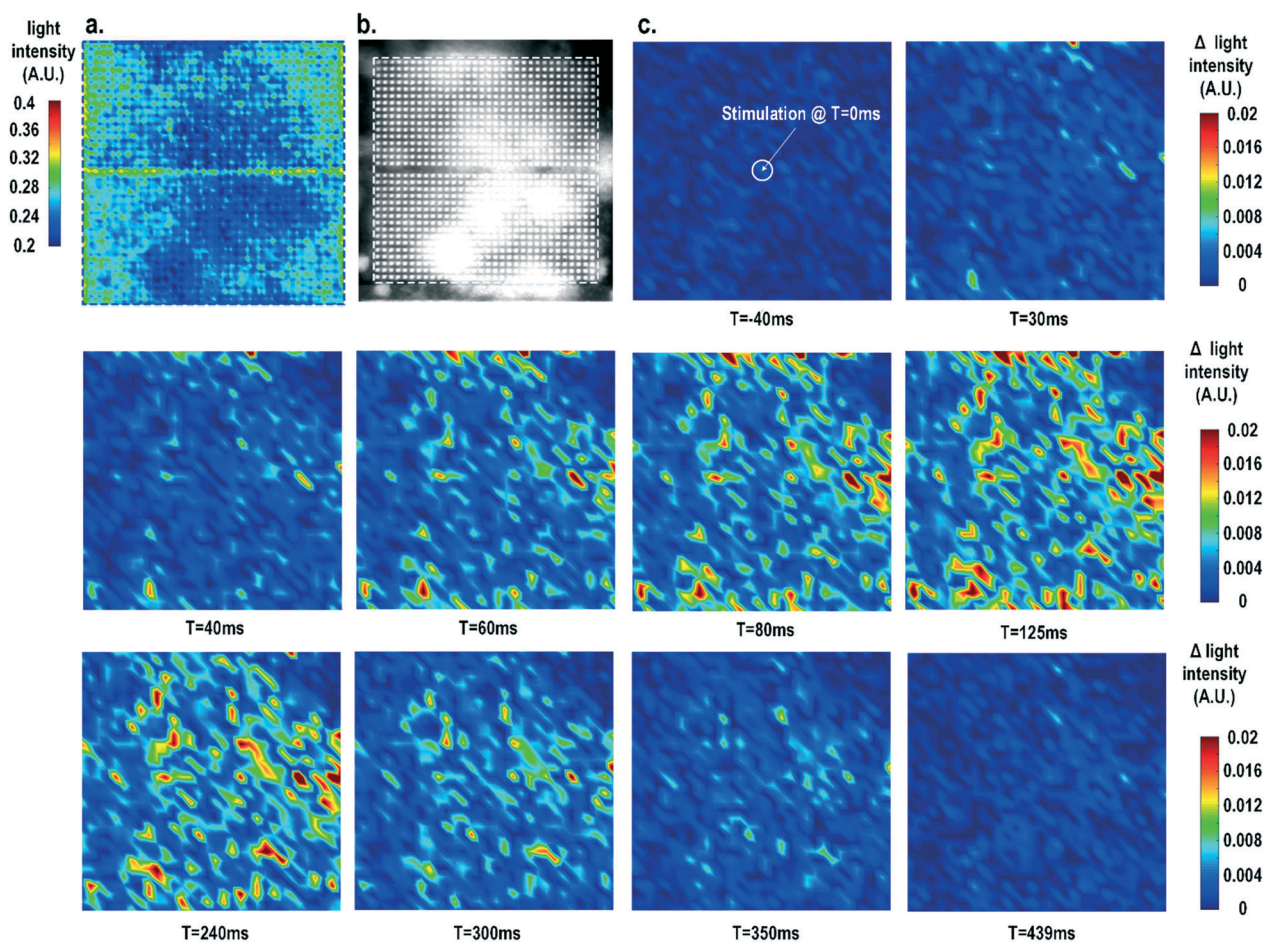 light
intensity
(A.U.)
0.4
0.36
0.32
0.28
0.24
0.2
a.
b.
c.
Stimulation @ T=0ms
T=-40ms
T=30ms
Δ light
intensity
(A.U.)
0.02
0.016
0.012
0.008
0.004
0
T=40ms
T=60ms
T=80ms
T=125ms
Δ light
intensity
(A.U.)
0.02
0.016
0.012
0.008
0.004
0
T=240ms
T=300ms
T=350ms
T=439ms
Δ light
intensity
(A.U.)
0.02
0.016
0.012
0.008
0.004
0